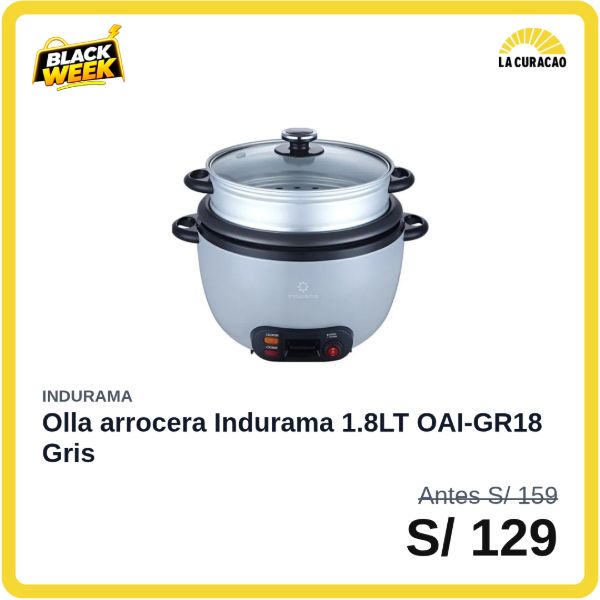 BLACK
WEEK
LA CURACAO
INDURAMA
Olla arrocera Indurama 1.8LT OAI-GR18
Gris
Antes S/ 159
S/ 129